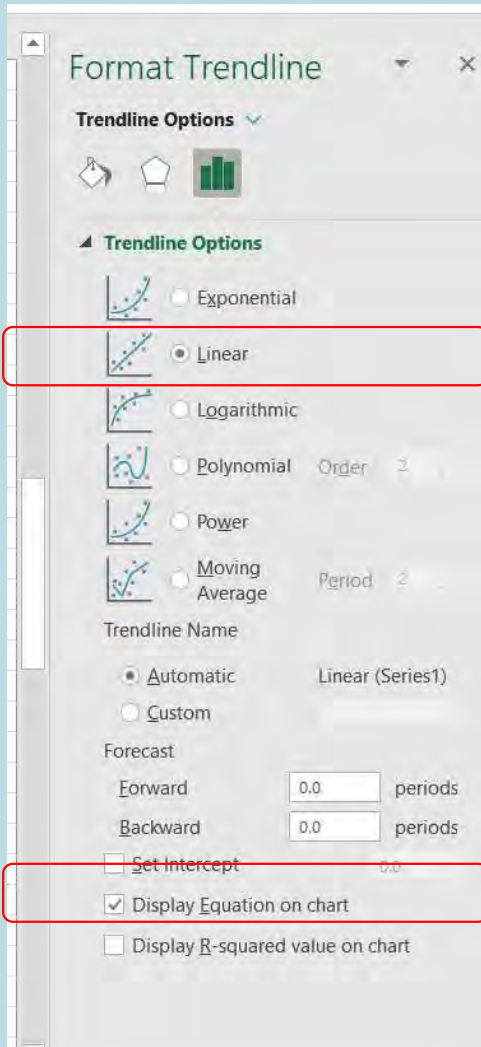 Format Trendline
Trendline Options
Trendline Options
Exponential
Linear
Logarithmic
Polynomial Order 2
Power
Moving Average Period 2
Trendline Name
Automatic Linear (Series1)
Custom
Forecast
Forward 0.0 periods
Backward 0.0 periods
Set Intercept 0.0
Display Equation on chart
Display R-squared value on chart